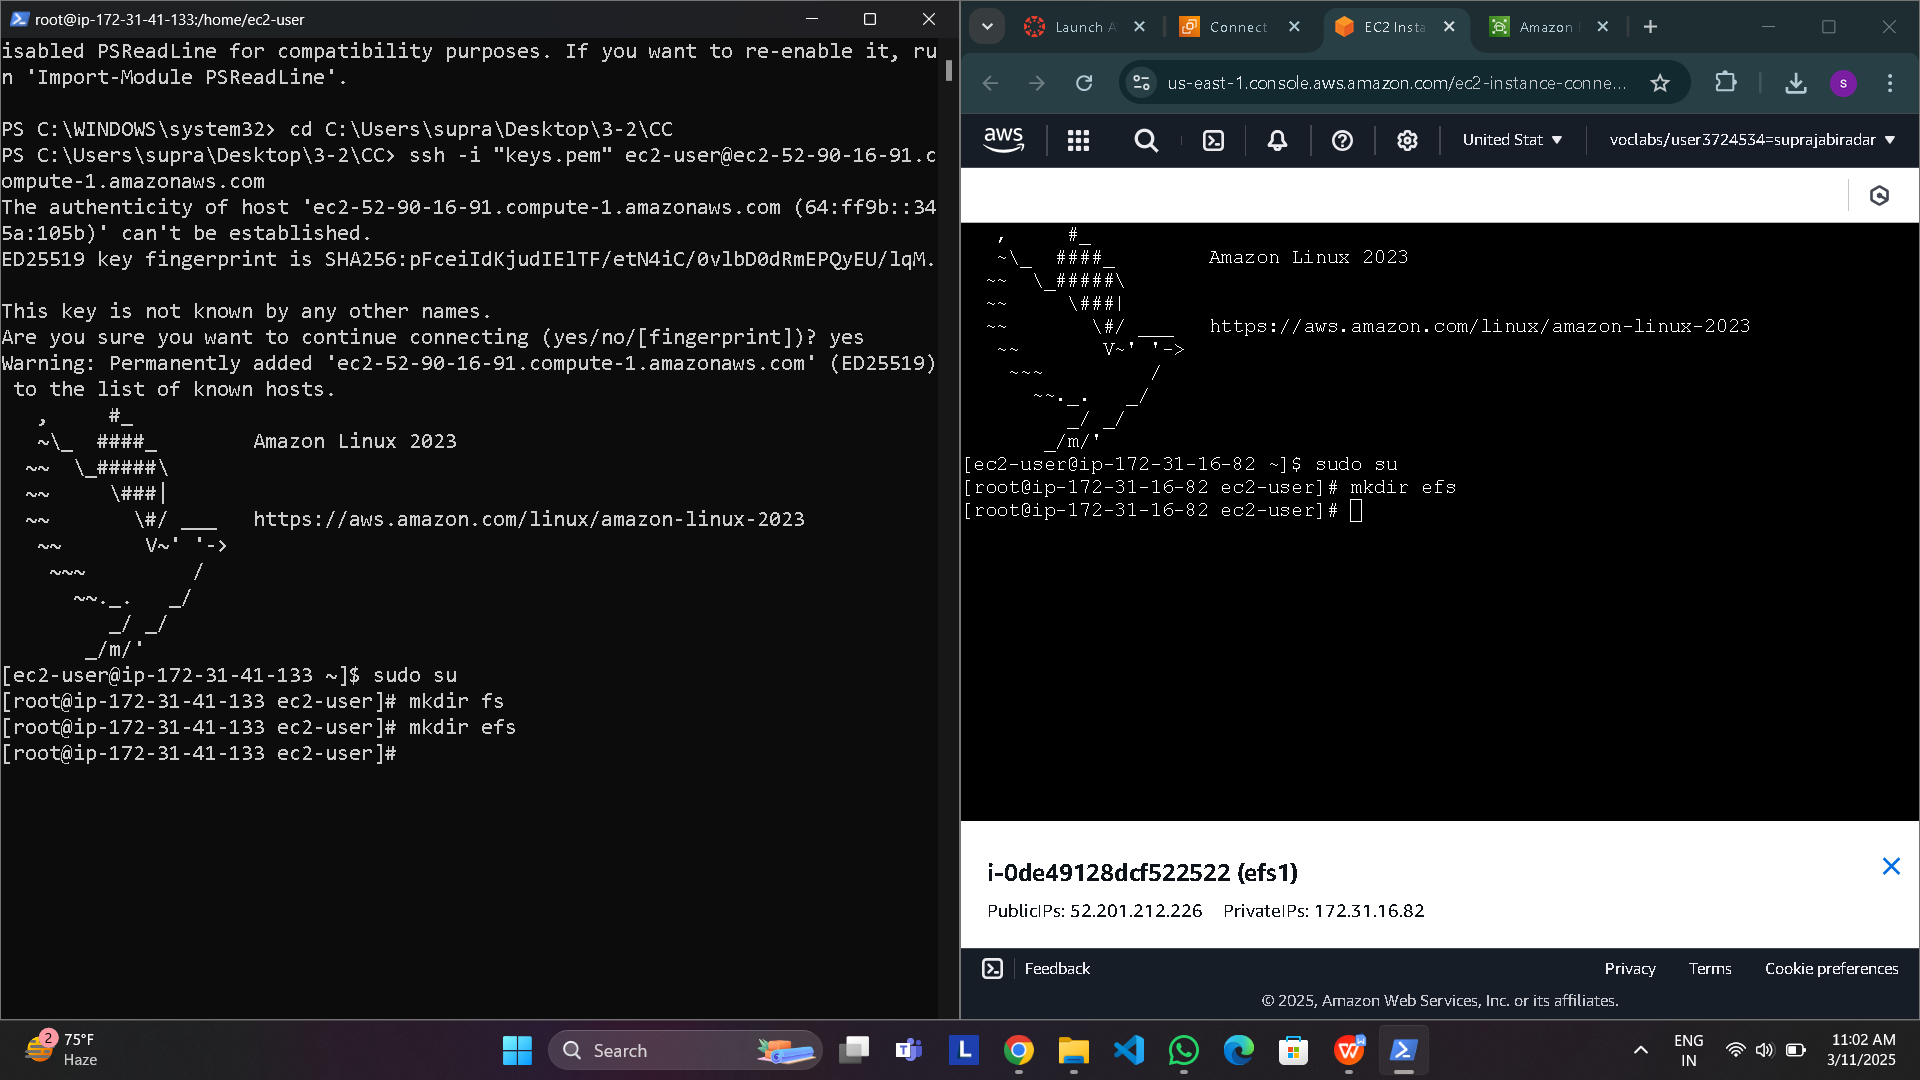 root@ip-172-31-41-133:/home/ec2-user
isabled PSReadLine for compatibility purposes. If you want to re-enable it, ru
n 'Import-Module PSReadLine'.
PS C:\WINDOWS\system32> cd C:\Users\supra\Desktop\3-2\CC
PS C:\Users\supra\Desktop\3-2\CC> ssh -i "keys.pem" ec2-user@ec2-52-90-16-91.c
ompute-1.amazonaws.com
The authenticity of host 'ec2-52-90-16-91.compute-1.amazonaws.com (64:ff9b::34
5a:105b)' can't be established.
ED25519 key fingerprint is SHA256:pFceiIdKjudIElTF/etN4iC/0vlbD0dRmEPQyEU/lqM.
This key is not known by any other names.
Are you sure you want to continue connecting (yes/no/[fingerprint])? yes
Warning: Permanently added 'ec2-52-90-16-91.compute-1.amazonaws.com' (ED25519)
 to the list of known hosts.
   ,     #_
   ~\_  ####_        Amazon Linux 2023
  ~~  \_#####\
  ~~     \###|
  ~~       \#/ ___   https://aws.amazon.com/linux/amazon-linux-2023
   ~~       V~' '->
    ~~~         /
      ~~._.   _/
         _/ _/
       _/m/'
[ec2-user@ip-172-31-41-133 ~]$ sudo su
[root@ip-172-31-41-133 ec2-user]# mkdir fs
[root@ip-172-31-41-133 ec2-user]# mkdir efs
[root@ip-172-31-41-133 ec2-user]#
Launch A
Connect
EC2 Insta
Amazon
us-east-1.console.aws.amazon.com/ec2-instance-conne...
s
aws
United Stat
voclabs/user3724534=suprajabiradar
   ,     #_
   ~\_  ####_        Amazon Linux 2023
  ~~  \_#####\
  ~~     \###|
  ~~       \#/ ___   https://aws.amazon.com/linux/amazon-linux-2023
   ~~       V~' '->
    ~~~         /
      ~~._.   _/
         _/ _/
       _/m/'
[ec2-user@ip-172-31-16-82 ~]$ sudo su
[root@ip-172-31-16-82 ec2-user]# mkdir efs
[root@ip-172-31-16-82 ec2-user]#
i-0de49128dcf522522 (efs1)
PublicIPs: 52.201.212.226 PrivateIPs: 172.31.16.82
Feedback
Privacy
Terms
Cookie preferences
© 2025, Amazon Web Services, Inc. or its affiliates.
2
75°F
Haze
Search
L
ENG
IN
11:02 AM
3/11/2025